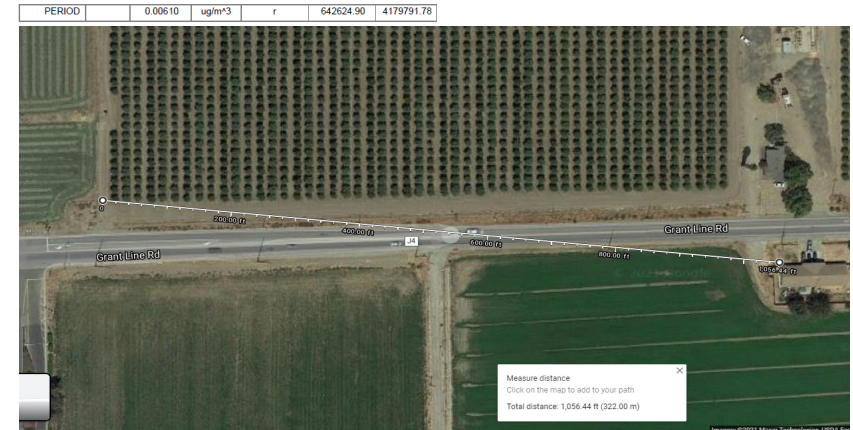 PERIOD 0.00610 ug/m^3 r 642624.90 4179791.78
0
200.00 ft
400.00 ft
J4
600.00 ft
Grant Line Rd
Grant Line Rd
800.00 ft
1,056.44 ft
Measure distance
Click on the map to add to your path
Total distance: 1,056.44 ft (322.00 m)